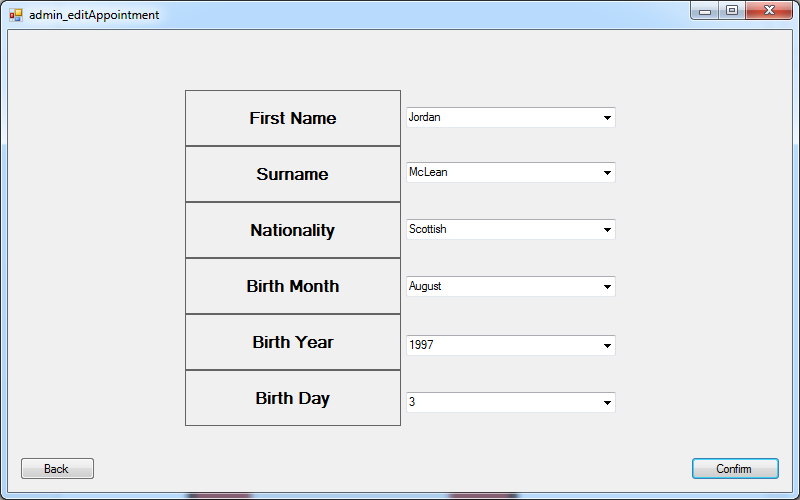 admin_editAppointment
First Name
Jordan
Surname
McLean
Nationality
Scottish
Birth Month
August
Birth Year
1997
Birth Day
3
Back
Confirm